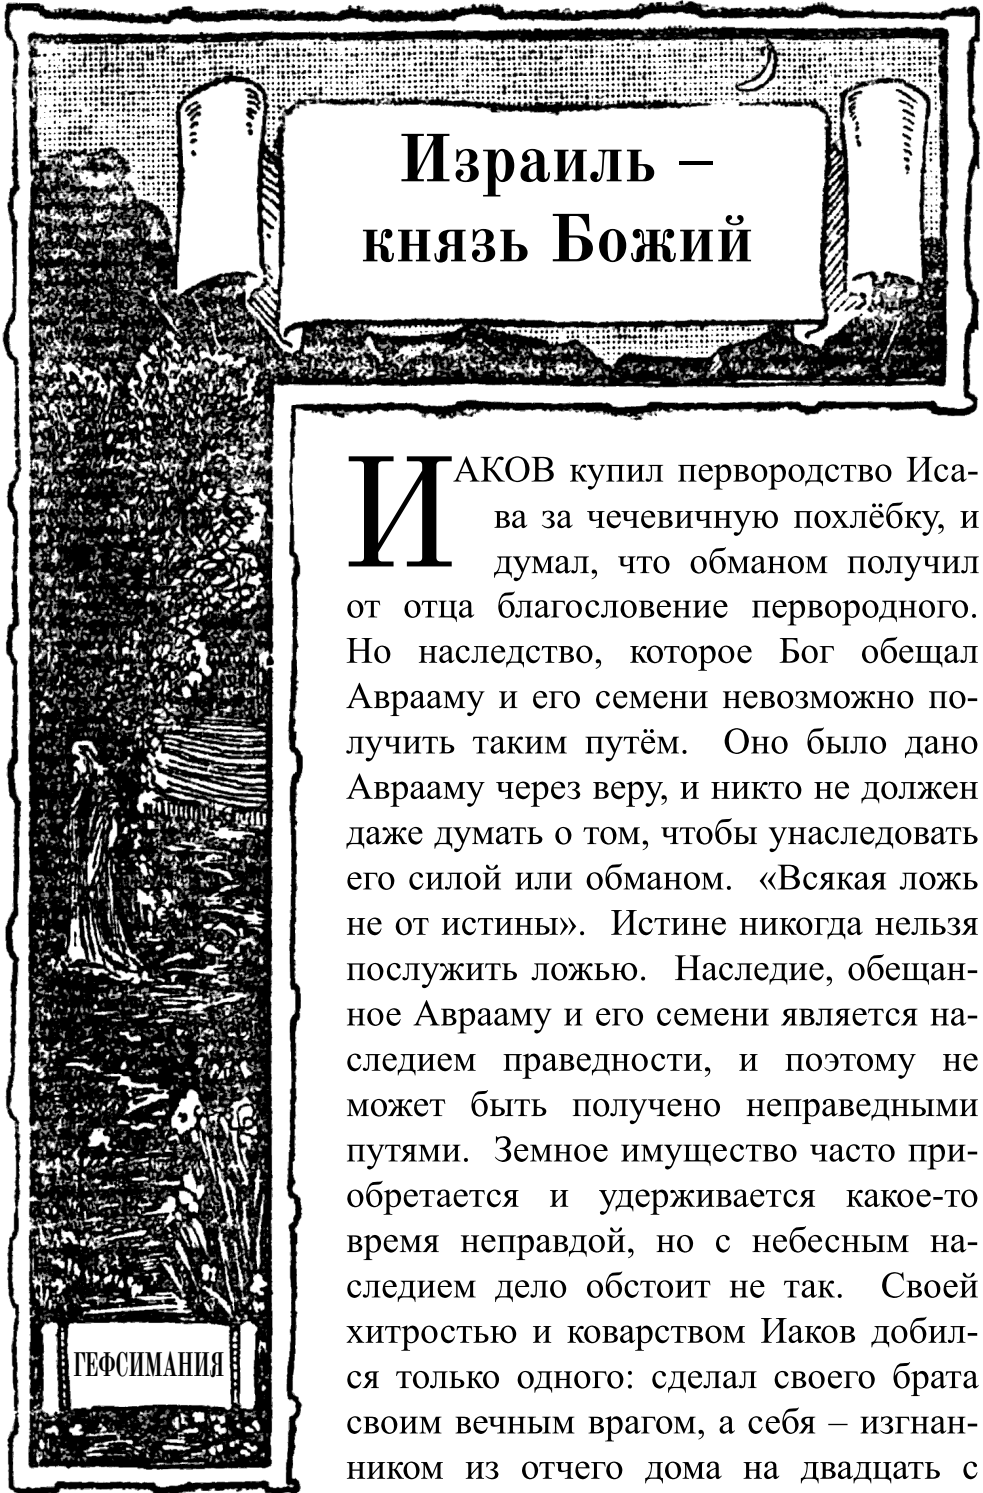 Израиль –
князь Божий
ИАКОВ купил первородство Иса-
ва за чечевичную похлёбку, и
думал, что обманом получил
от отца благословение первородного.
Но наследство, которое Бог обещал
Аврааму и его семени невозможно по-
лучить таким путём. Оно было дано
Аврааму через веру, и никто не должен
даже думать о том, чтобы унаследовать
его силой или обманом. «Всякая ложь
не от истины». Истине никогда нельзя
послужить ложью. Наследие, обещан-
ное Аврааму и его семени является на-
следием праведности, и поэтому не
может быть получено неправедными
путями. Земное имущество часто при-
обретается и удерживается какое-то
время неправдой, но с небесным на-
следием дело обстоит не так. Своей
хитростью и коварством Иаков добил-
ся только одного: сделал своего брата
своим вечным врагом, а себя – изгнан-
ником из отчего дома на двадцать с
ГЕФСИМАНИЯ